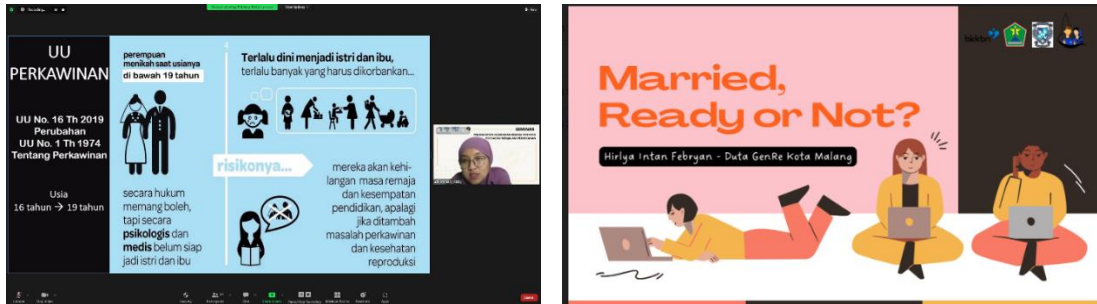 UU
PERKAWINAN
UU No. 16 Th 2019
Perubahan
UU No. 1 Th 1974
Tentang Perkawinan
Usia
16 tahun → 19 tahun
perempuan
menikah saat usianya
di bawah 19 tahun
secara hukum
memang boleh,
tapi secara
psikologis dan
medis belum siap
jadi istri dan ibu
Terlalu dini menjadi istri dan ibu,
terlalu banyak yang harus dikorbankan...
risikonya...
mereka akan kehi-
langan masa remaja
dan kesempatan
pendidikan, apalagi
jika ditambah
masalah perkawinan
dan kesehatan
reproduksi
Married,
Ready or Not?
Hirlya Intan Febryan - Duta GenRe Kota Malang
bkkbn